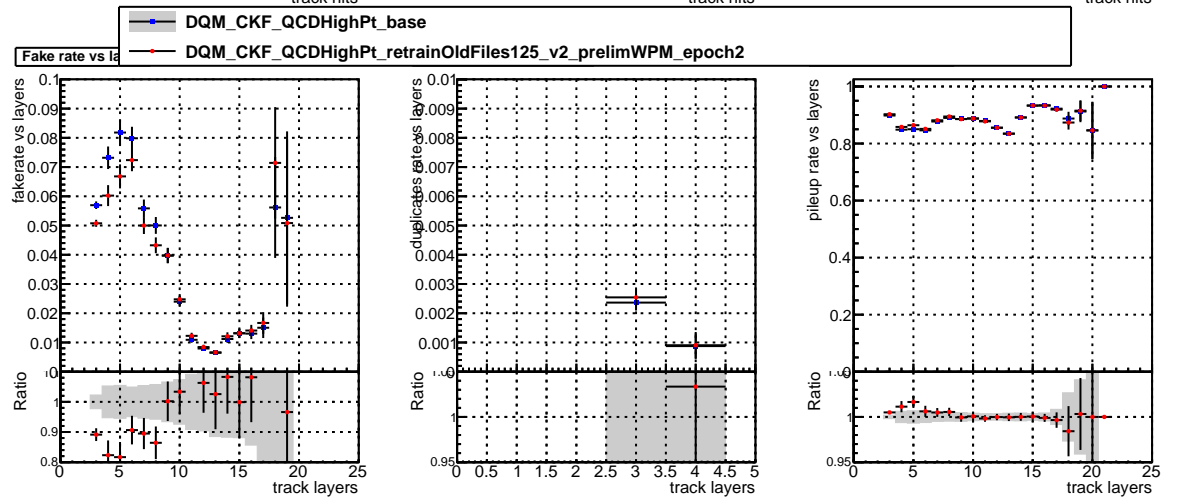 track hits track hits track hits
DQM_CKF_QCDHighPt_base
DQM_CKF_QCDHighPt_retrainOldFiles125_v2_prelimWPM_epoch2
Fake rate vs la
fakerate vs layers
0.1
0.09
0.08
0.07
0.06
0.05
0.04
0.03
0.02
0.01
Ratio
1
0.9
0.8
0 5 10 15 20 25
track layers
duplicates rate vs layers
0.01
0.009
0.008
0.007
0.006
0.005
0.004
0.003
0.002
0.001
Ratio
1
0.95
0 0.5 1 1.5 2 2.5 3 3.5 4 4.5 5
track layers
pileup rate vs layers
1
0.8
0.6
0.4
0.2
Ratio
1
0.95
0 5 10 15 20 25
track layers